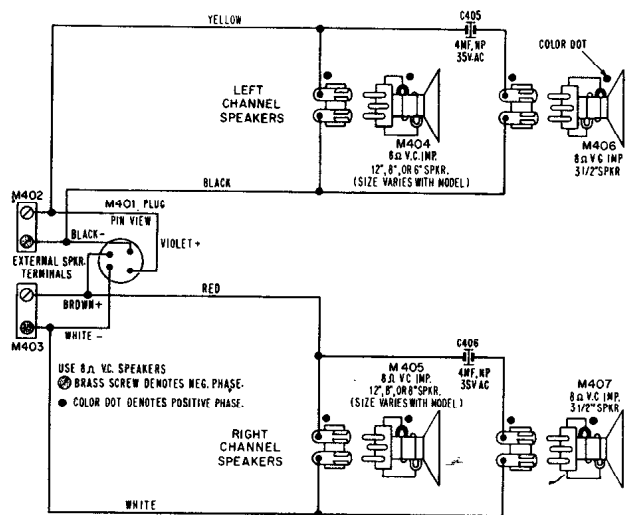 YELLOW
C405
4MF, NP
35V-AC
COLOR DOT
LEFT
CHANNEL
SPEAKERS
M404
8Ω V.C. IMP.
12", 8", OR 6" SPKR.
(SIZE VARIES WITH MODEL)
M406
8Ω VG IMP
3 1/2" SPKR
BLACK
M402
M401, PLUG
PIN VIEW
BLACK-
VIOLET +
EXTERNAL SPKR.
TERMINALS
BROWN+
RED
M403
WHITE -
USE 8Ω V.C. SPEAKERS
BRASS SCREW DENOTES NEG. PHASE.
COLOR DOT DENOTES POSITIVE PHASE.
C406
4MF, NP
35V AC
M405
8Ω VC IMP.
12", 8", OR 8" SPKR.
(SIZE VARIES WITH MODEL)
M407
8Ω V.C IMP.
3 1/2" SPKR
RIGHT
CHANNEL
SPEAKERS
WHITE